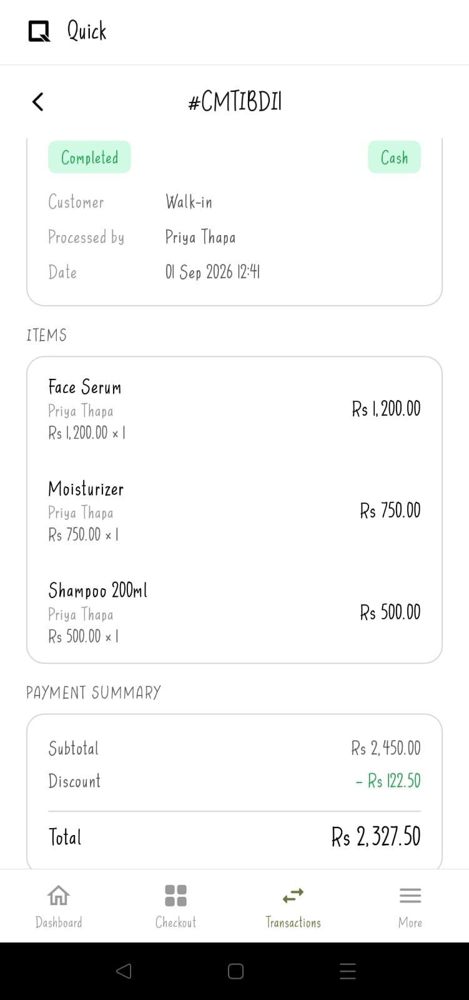 Quick
#CMTIBDI1
Completed
Cash
Customer Walk-in
Processed by Priya Thapa
Date 01 Sep 2026 12:41
ITEMS
Face Serum
Priya Thapa
Rs 1,200.00 × 1
Rs 1,200.00
Moisturizer
Priya Thapa
Rs 750.00 × 1
Rs 750.00
Shampoo 200ml
Priya Thapa
Rs 500.00 × 1
Rs 500.00
PAYMENT SUMMARY
Subtotal Rs 2,450.00
Discount - Rs 122.50
Total Rs 2,327.50
Dashboard
Checkout
Transactions
More